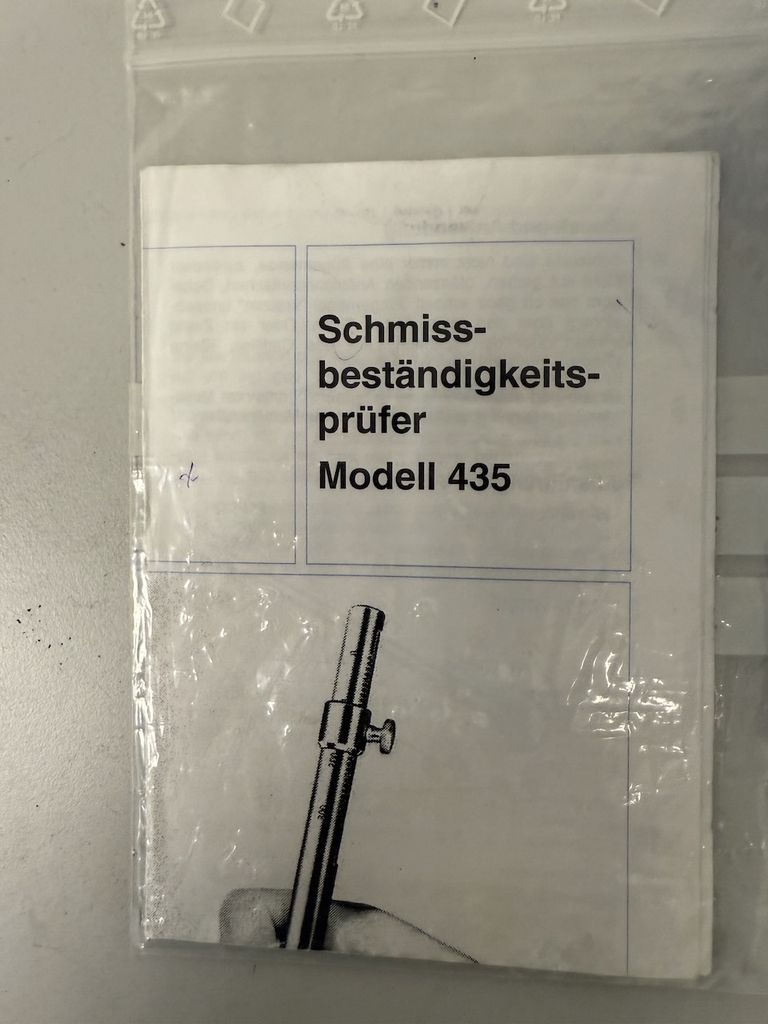 Schmiss-
beständigkeits-
prüfer
Modell 435